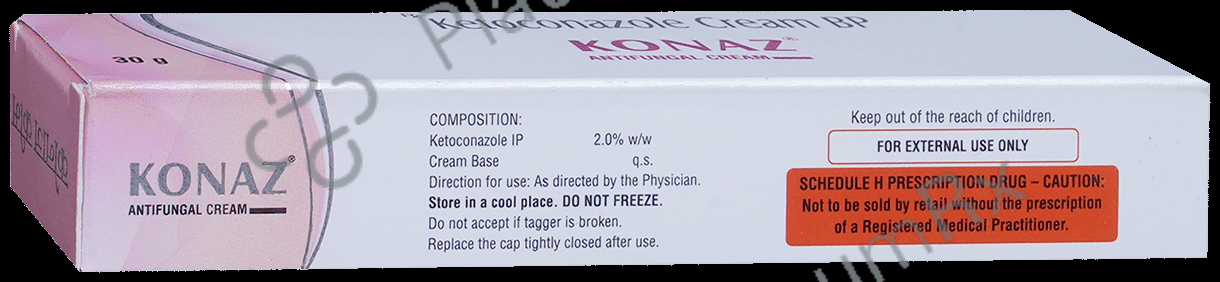 Rx Ketoconazole Cream BP
KONAZ®
ANTIFUNGAL CREAM
30 g
KONAZ®
ANTIFUNGAL CREAM
COMPOSITION:
Ketoconazole IP 2.0% w/w
Cream Base q.s.
Direction for use: As directed by the Physician.
Store in a cool place. DO NOT FREEZE.
Do not accept if tagger is broken.
Replace the cap tightly closed after use.
Keep out of the reach of children.
FOR EXTERNAL USE ONLY
SCHEDULE H PRESCRIPTION DRUG – CAUTION:
Not to be sold by retail without the prescription
of a Registered Medical Practitioner.